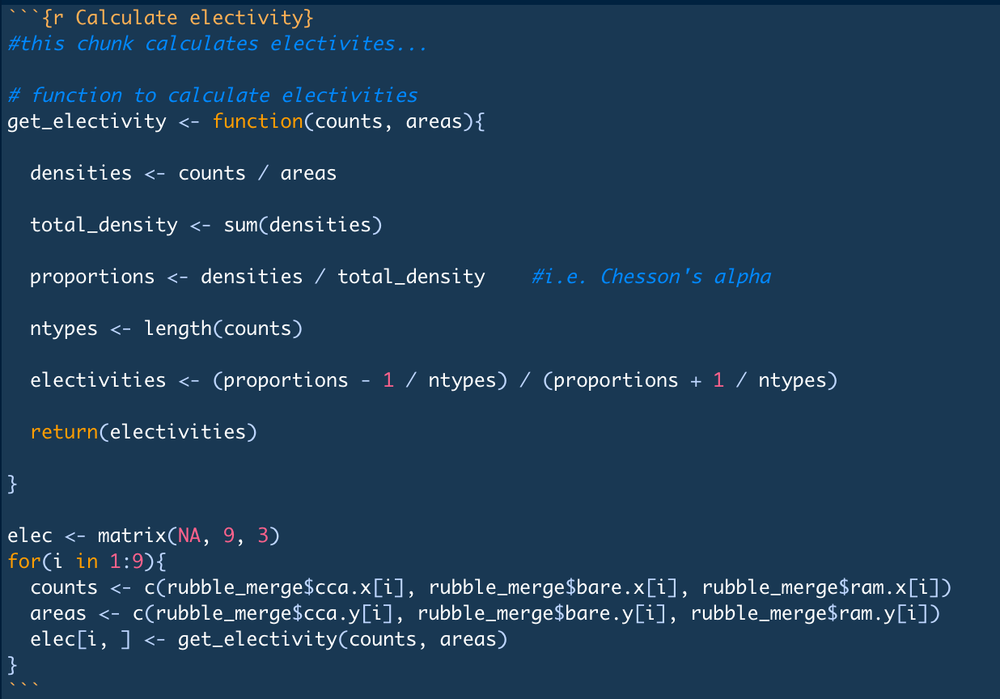 ```{r Calculate electivity}
#this chunk calculates electivites...
# function to calculate electivities
get_electivity <- function(counts, areas){
  densities <- counts / areas
  total_density <- sum(densities)
  proportions <- densities / total_density    #i.e. Chesson's alpha
  ntypes <- length(counts)
  electivities <- (proportions - 1 / ntypes) / (proportions + 1 / ntypes)
  return(electivities)
}
elec <- matrix(NA, 9, 3)
for(i in 1:9){
  counts <- c(rubble_merge$cca.x[i], rubble_merge$bare.x[i], rubble_merge$ram.x[i])
  areas <- c(rubble_merge$cca.y[i], rubble_merge$bare.y[i], rubble_merge$ram.y[i])
  elec[i, ] <- get_electivity(counts, areas)
}
```